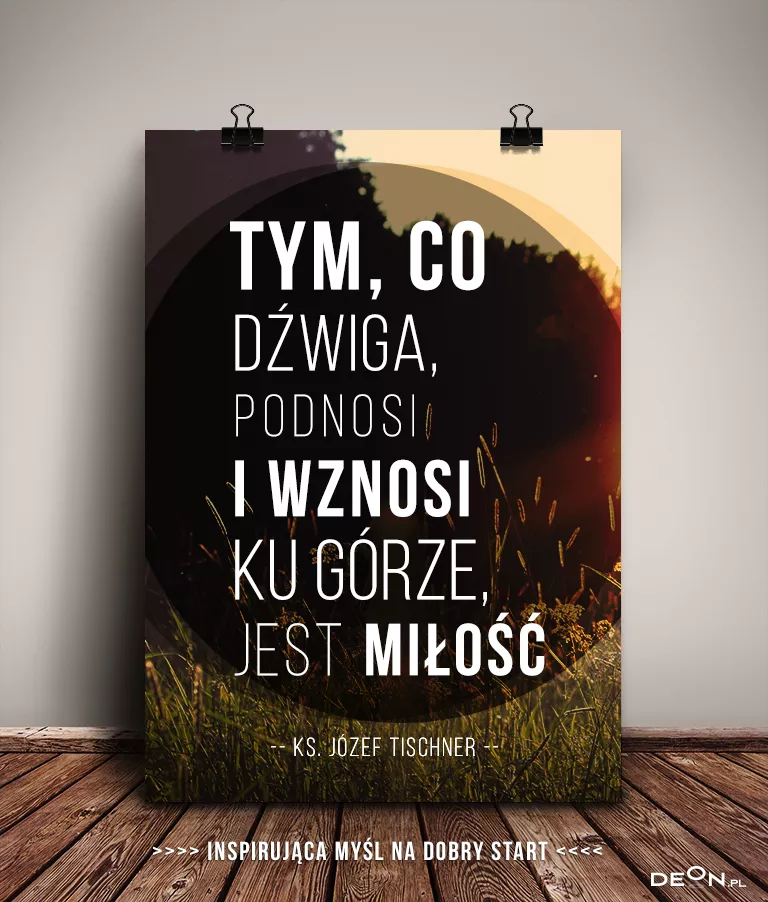 TYM, CO
DŹWIGA,
PODNOSI
I WZNOSI
KU GÓRZE,
JEST MIŁOŚĆ
-- KS. JÓZEF TISCHNER --
>>>> INSPIRUJĄCA MYŚL NA DOBRY START <<<<
DEON.PL